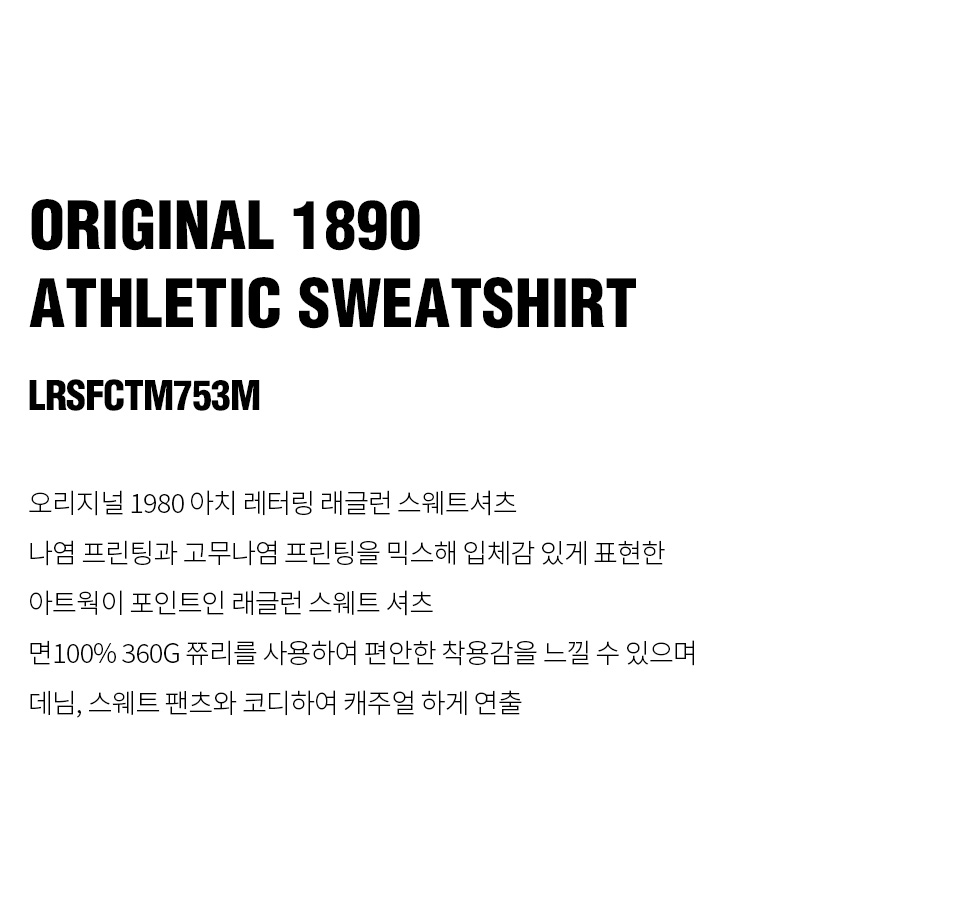 ORIGINAL 1890
ATHLETIC SWEATSHIRT
LRSFCTM753M
오리지널 1980 아치 레터링 래글런 스웨트셔츠
나염 프린팅과 고무나염 프린팅을 믹스해 입체감 있게 표현한
아트웍이 포인트인 래글런 스웨트 셔츠
면100% 360G 쮸리를 사용하여 편안한 착용감을 느낄 수 있으며
데님, 스웨트 팬츠와 코디하여 캐주얼 하게 연출